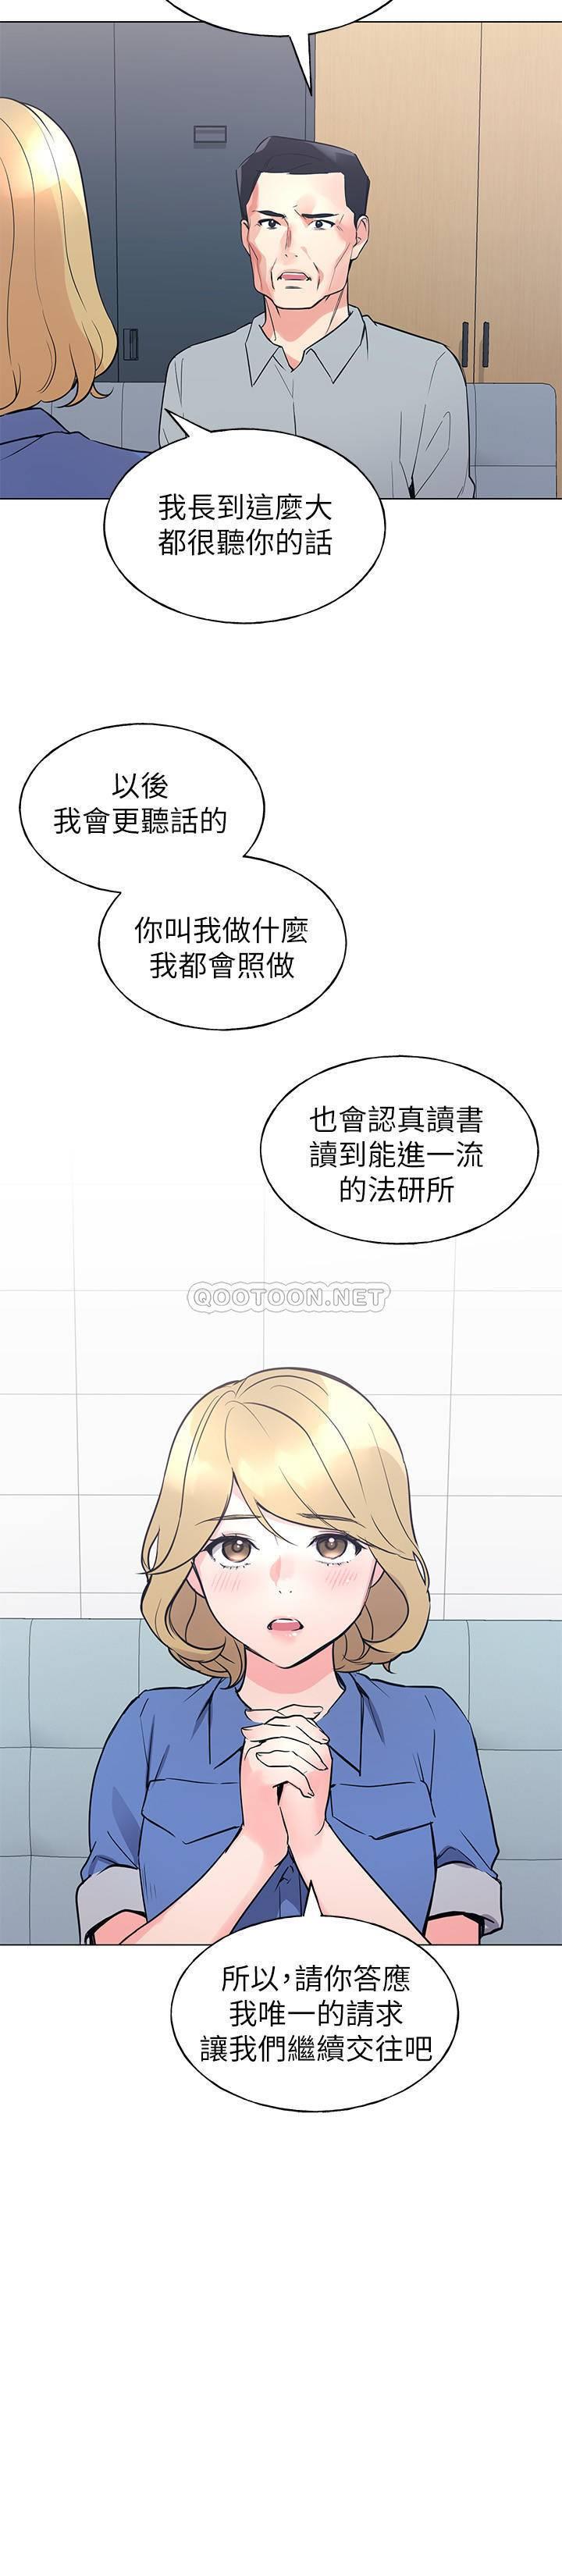 我長到這麼大
都很聽你的話
以後
我會更聽話的
你叫我做什麼
我都會照做
也會認真讀書
讀到能進一流
的法研所
QOOTOON.NET
所以，請你答應
我唯一的請求
讓我們繼續交往吧